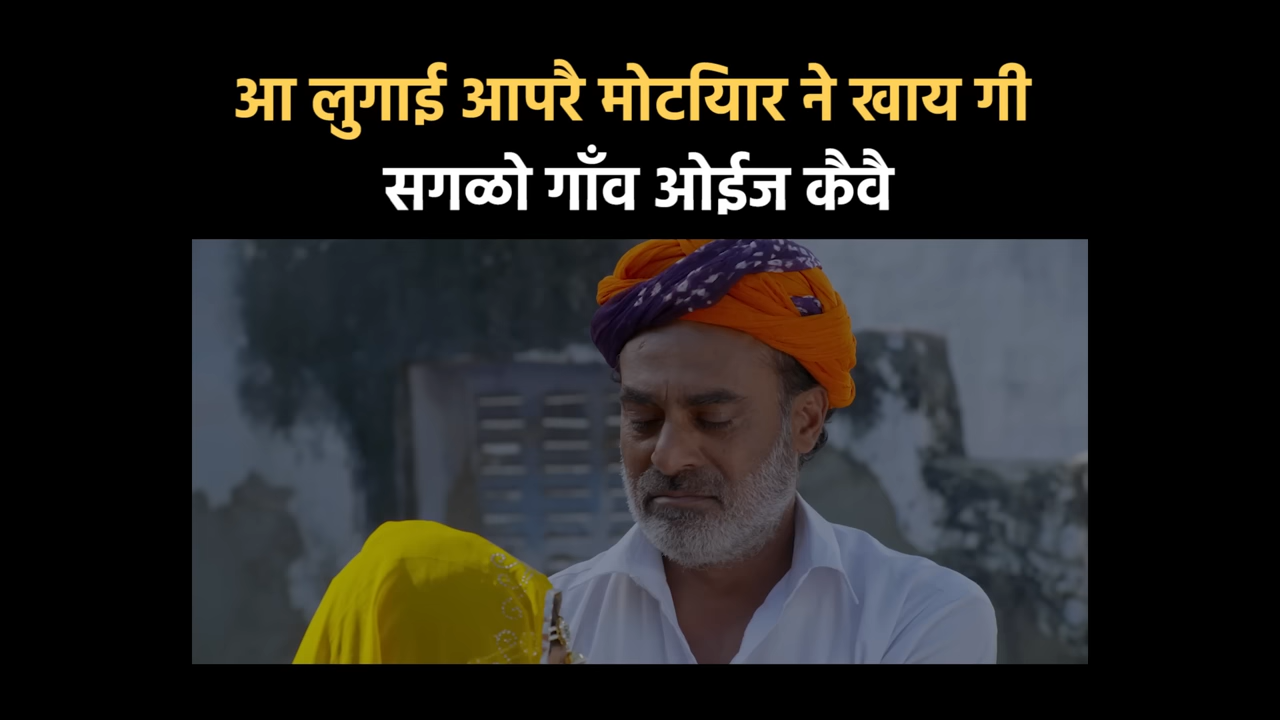 आ लुगाई आपरै मोटयिार ने खाय गी
सगळो गाँव ओईज कैवै